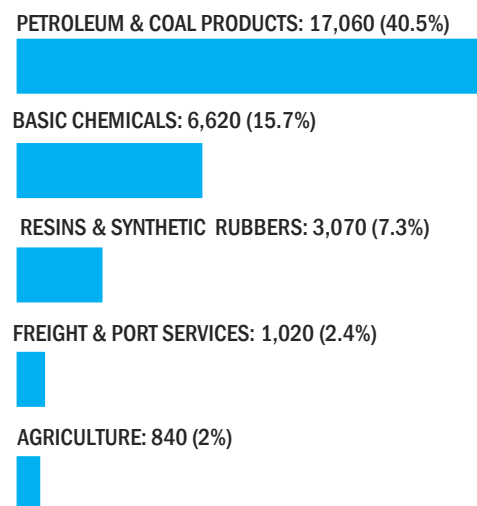 PETROLEUM & COAL PRODUCTS: 17,060 (40.5%)
BASIC CHEMICALS: 6,620 (15.7%)
RESINS & SYNTHETIC RUBBERS: 3,070 (7.3%)
FREIGHT & PORT SERVICES: 1,020 (2.4%)
AGRICULTURE: 840 (2%)